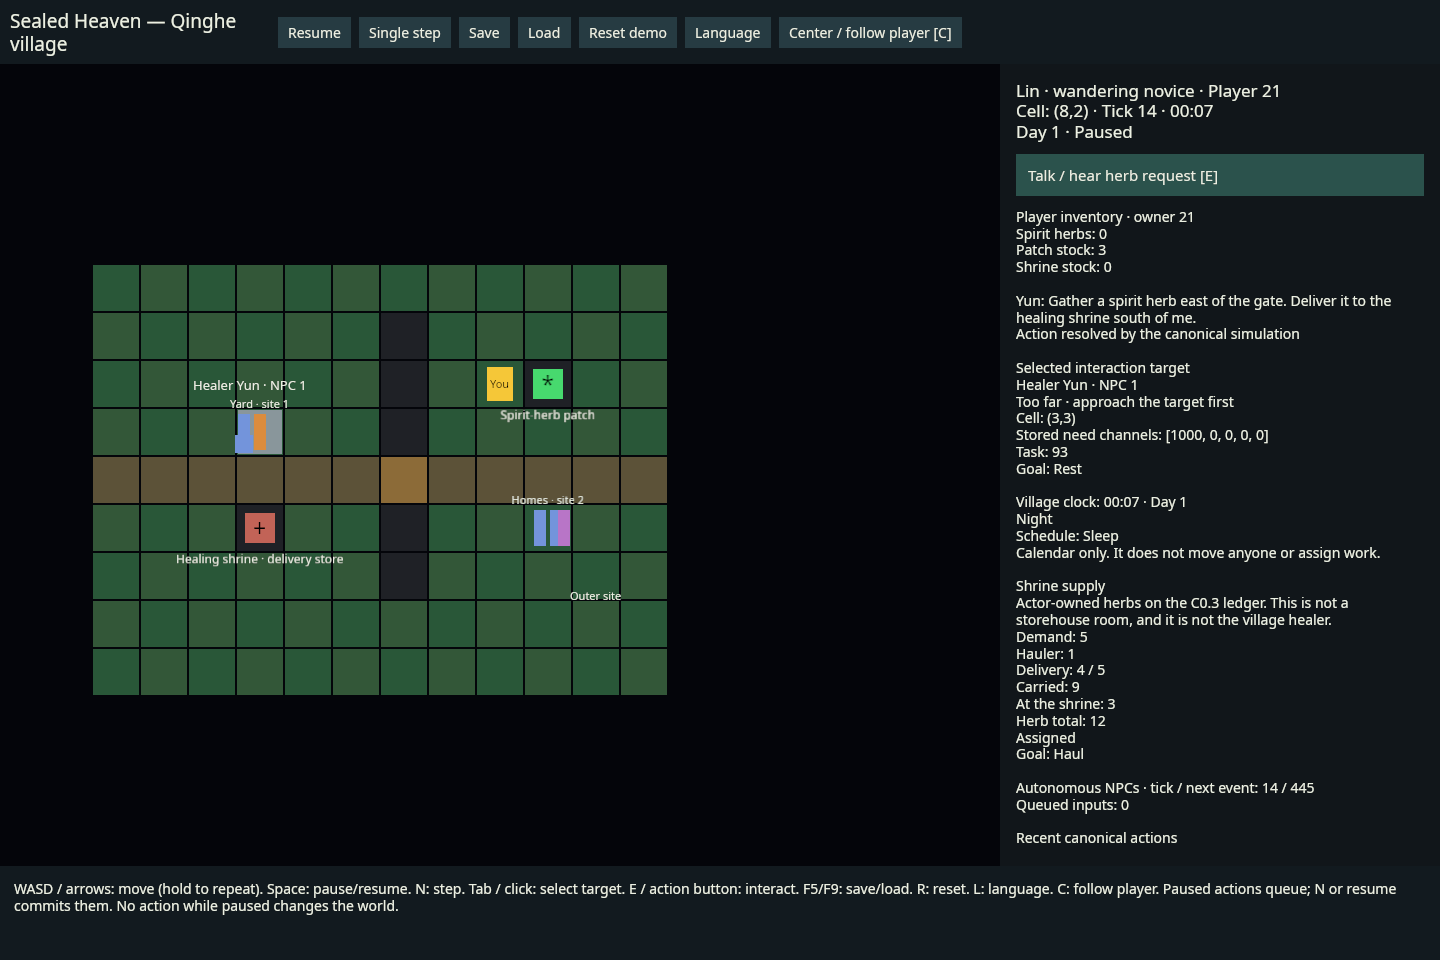 Sealed Heaven — Qinghe
village
Resume
Single step
Save
Load
Reset demo
Language
Center / follow player [C]
Lin · wandering novice · Player 21
Cell: (8,2) · Tick 14 · 00:07
Day 1 · Paused
Talk / hear herb request [E]
Player inventory · owner 21
Spirit herbs: 0
Patch stock: 3
Shrine stock: 0
Yun: Gather a spirit herb east of the gate. Deliver it to the
healing shrine south of me.
Action resolved by the canonical simulation
Selected interaction target
Healer Yun · NPC 1
Too far · approach the target first
Cell: (3,3)
Stored need channels: [1000, 0, 0, 0, 0]
Task: 93
Goal: Rest
Village clock: 00:07 · Day 1
Night
Schedule: Sleep
Calendar only. It does not move anyone or assign work.
Shrine supply
Actor-owned herbs on the C0.3 ledger. This is not a
storehouse room, and it is not the village healer.
Demand: 5
Hauler: 1
Delivery: 4 / 5
Carried: 9
At the shrine: 3
Herb total: 12
Assigned
Goal: Haul
Autonomous NPCs · tick / next event: 14 / 445
Queued inputs: 0
Recent canonical actions
Healer Yun · NPC 1
Yard · site 1
You
*
Spirit herb patch
Homes · site 2
+
Healing shrine · delivery store
Outer site
WASD / arrows: move (hold to repeat). Space: pause/resume. N: step. Tab / click: select target. E / action button: interact. F5/F9: save/load. R: reset. L: language. C: follow player. Paused actions queue; N or resume
commits them. No action while paused changes the world.